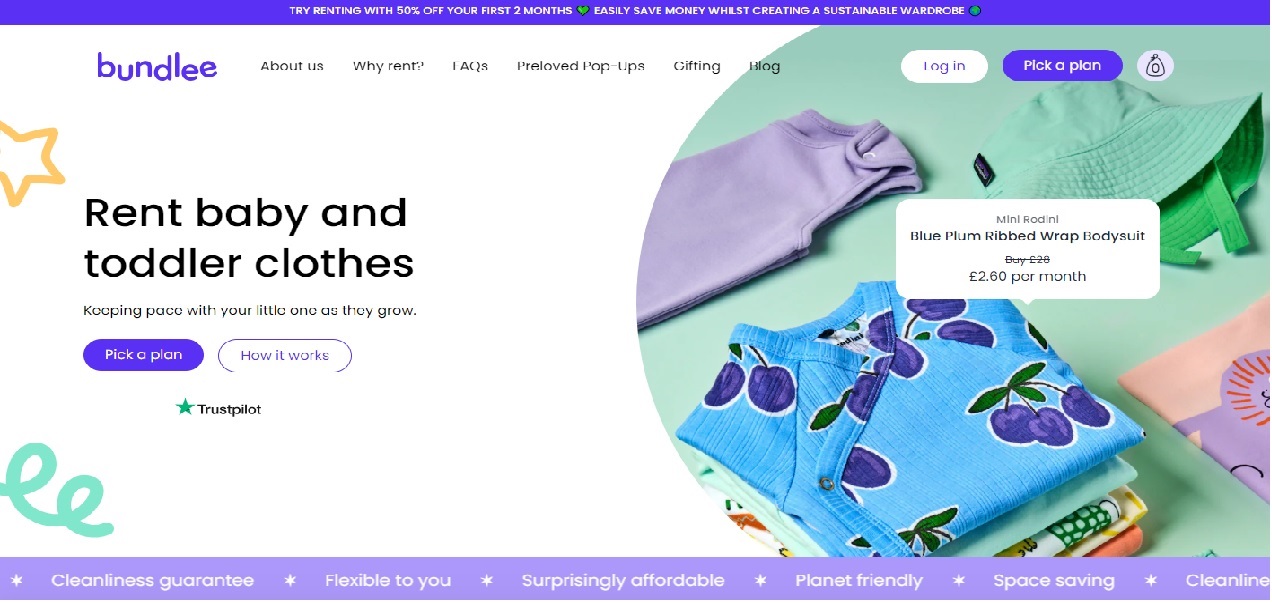 TRY RENTING WITH 50% OFF YOUR FIRST 2 MONTHS 💚 EASILY SAVE MONEY WHILST CREATING A SUSTAINABLE WARDROBE 🌍
bundlee
About us
Why rent?
FAQs
Preloved Pop-Ups
Gifting
Blog
Log in
Pick a plan
0
Rent baby and
toddler clothes
Keeping pace with your little one as they grow.
Pick a plan
How it works
Trustpilot
Mini Rodini
Blue Plum Ribbed Wrap Bodysuit
Buy £28
£2.60 per month
Cleanliness guarantee
Flexible to you
Surprisingly affordable
Planet friendly
Space saving
Cleanline